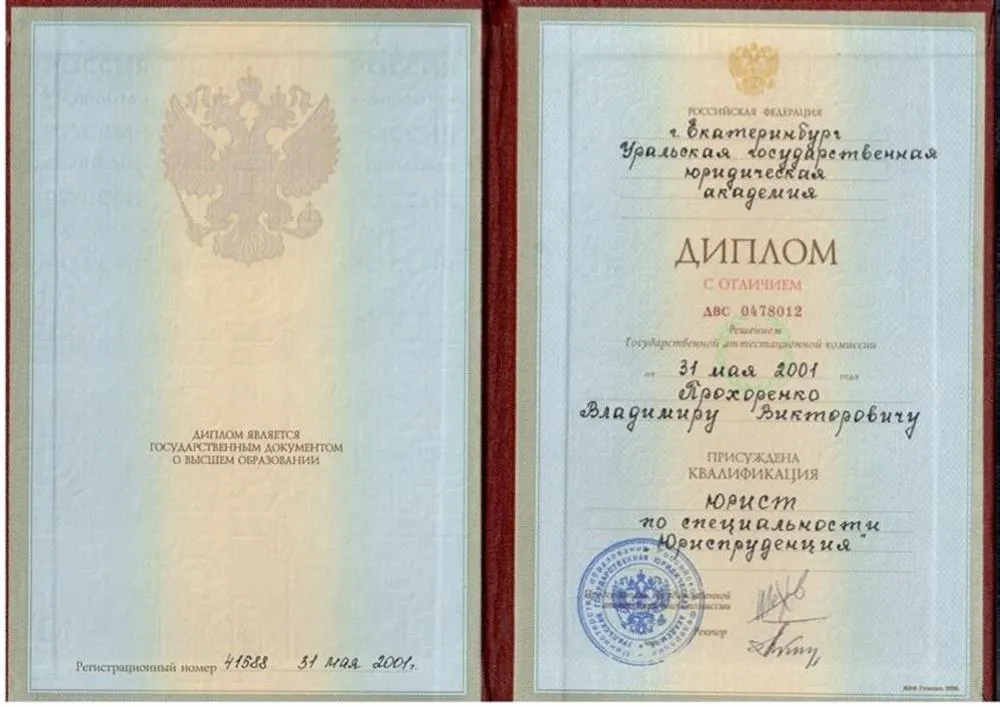 ДИПЛОМ ЯВЛЯЕТСЯ
ГОСУДАРСТВЕННЫМ ДОКУМЕНТОМ
О ВЫСШЕМ ОБРАЗОВАНИИ
Регистрационный номер 41588 31 мая 2001г.
РОССИЙСКАЯ ФЕДЕРАЦИЯ
г. Екатеринбург
Уральская государственная
юридическая
академия
ДИПЛОМ
С ОТЛИЧИЕМ
ДВС 0478012
Решением
Государственной аттестационной комиссии
от 31 мая 2001 года
Прохоренко
Владимиру Викторовичу
ПРИСУЖДЕНА
КВАЛИФИКАЦИЯ
ЮРИСТ
по специальности
Юриспруденция"
Ректор